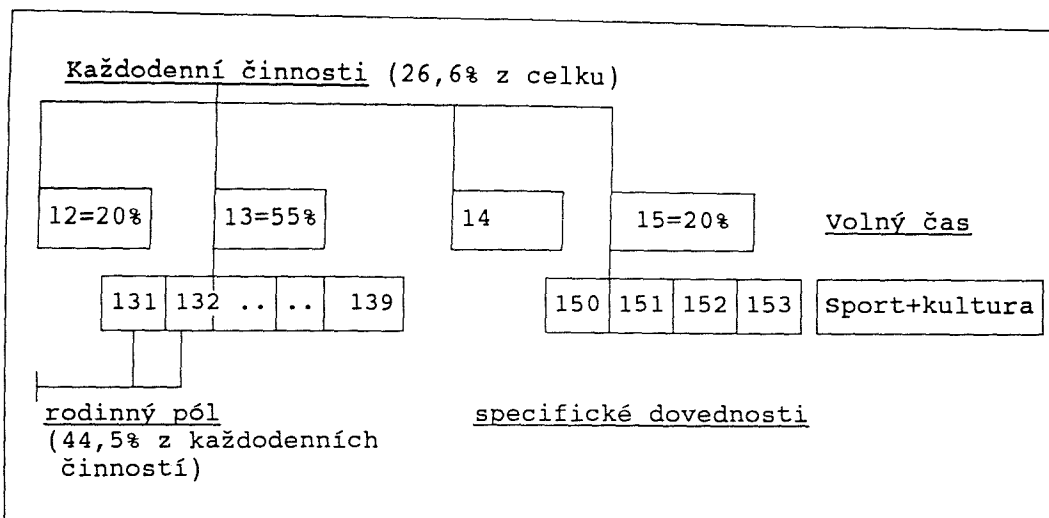 Každodenní činnosti (26,6% z celku)
12=20% 13=55% 14 15=20% Volný čas
131 132 .. .. 139 150 151 152 153 Sport+kultura
rodinný pól specifické dovednosti
(44,5% z každodenních
činností)